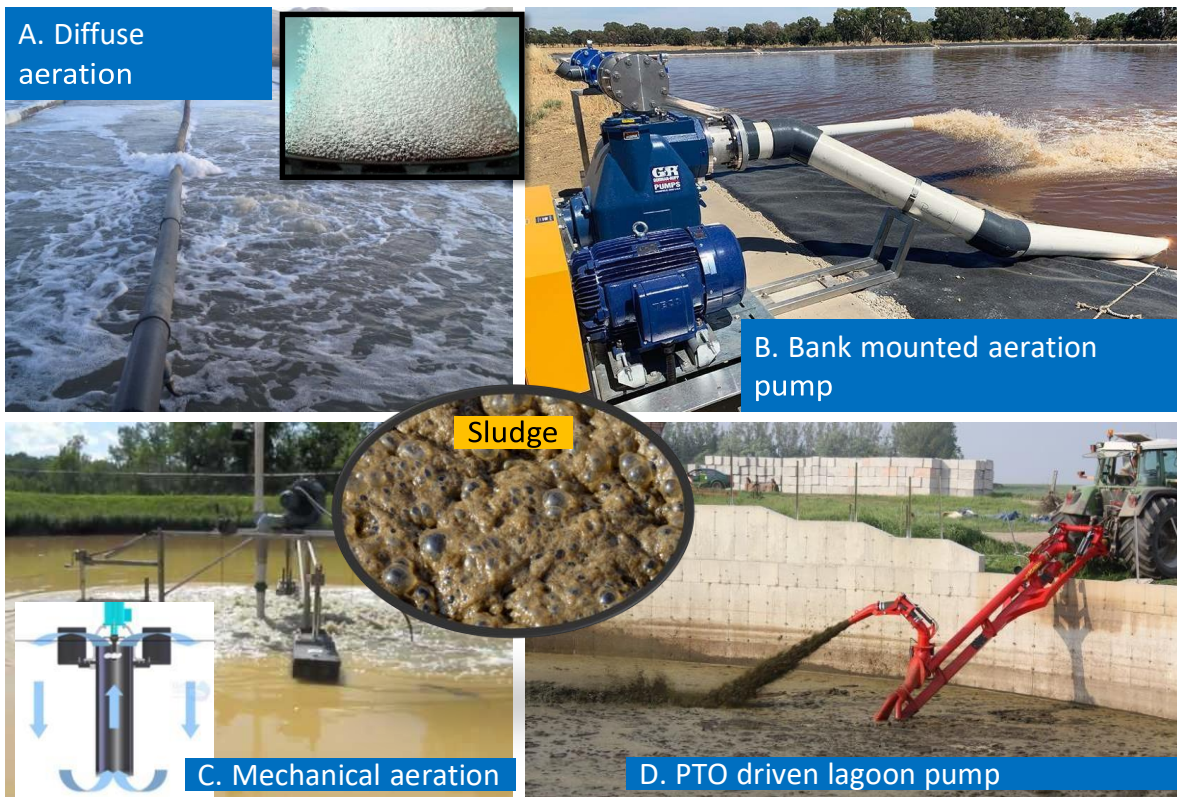 A. Diffuse
aeration
G&R
GORMAN-RUPP
PUMPS
B. Bank mounted aeration
pump
Sludge
C. Mechanical aeration
D. PTO driven lagoon pump